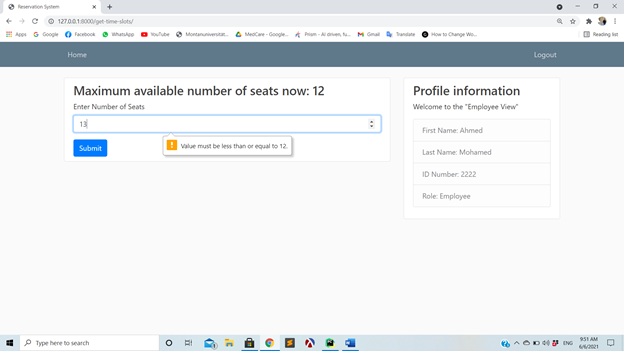 Reservation System
127.0.0.1:8000/get-time-slots/
Apps Google Facebook WhatsApp YouTube Montanuniversität... MedCare - Google... Prism - AI driven, fu... Gmail Translate How to Change Wo... Reading list
Home Logout
Maximum available number of seats now: 12
Enter Number of Seats
13
Value must be less than or equal to 12.
Submit
Profile information
Welcome to the "Employee View"
First Name: Ahmed
Last Name: Mohamed
ID Number: 2222
Role: Employee
Type here to search
ENG
9:51 AM
6/6/2021